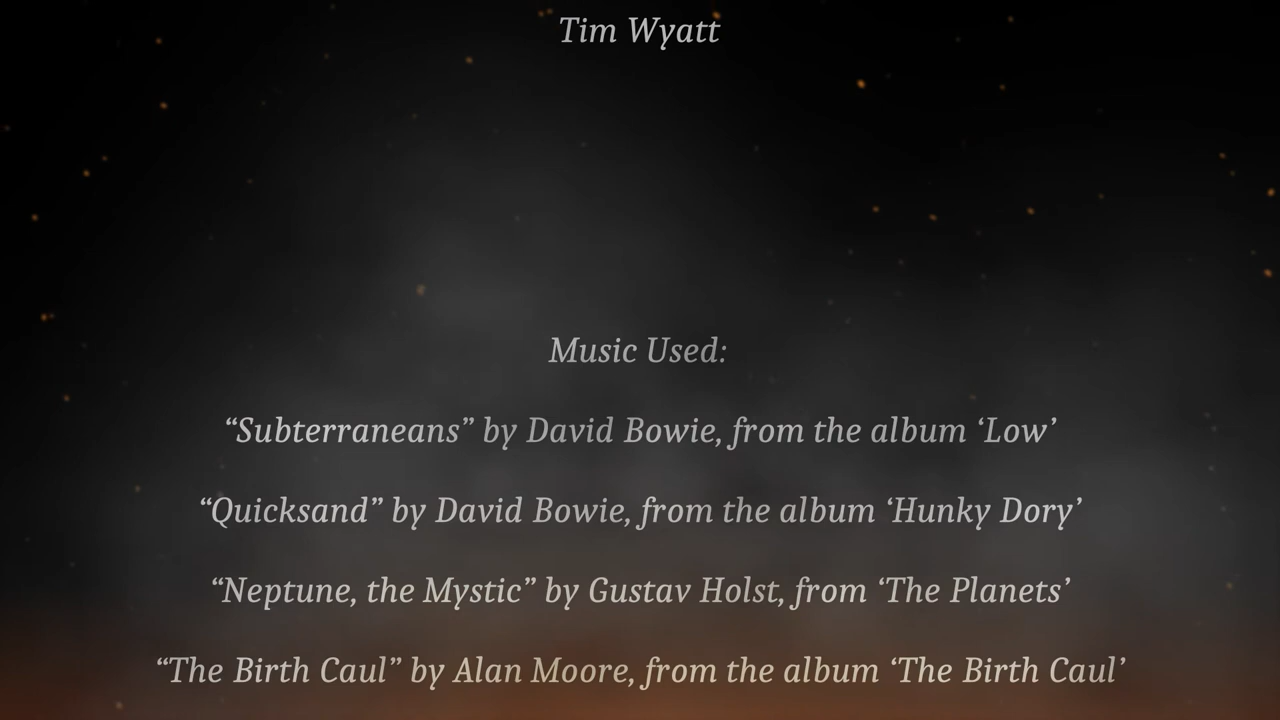 Tim Wyatt
Music Used:
“Subterraneans” by David Bowie, from the album ‘Low’
“Quicksand” by David Bowie, from the album ‘Hunky Dory’
“Neptune, the Mystic” by Gustav Holst, from ‘The Planets’
“The Birth Caul” by Alan Moore, from the album ‘The Birth Caul’